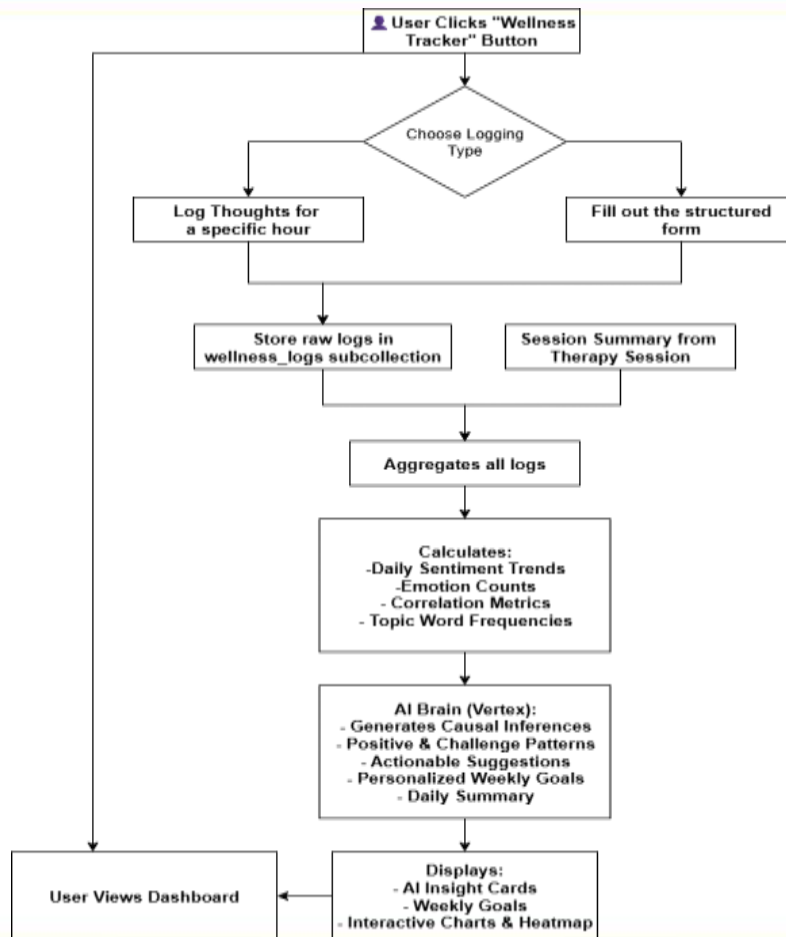 User Clicks "Wellness
Tracker" Button
Choose Logging
Type
Log Thoughts for
a specific hour
Fill out the structured
form
Store raw logs in
wellness_logs subcollection
Session Summary from
Therapy Session
Aggregates all logs
Calculates:
-Daily Sentiment Trends
-Emotion Counts
- Correlation Metrics
- Topic Word Frequencies
AI Brain (Vertex):
- Generates Causal Inferences
- Positive & Challenge Patterns
- Actionable Suggestions
- Personalized Weekly Goals
- Daily Summary
User Views Dashboard
Displays:
- AI Insight Cards
- Weekly Goals
- Interactive Charts & Heatmap